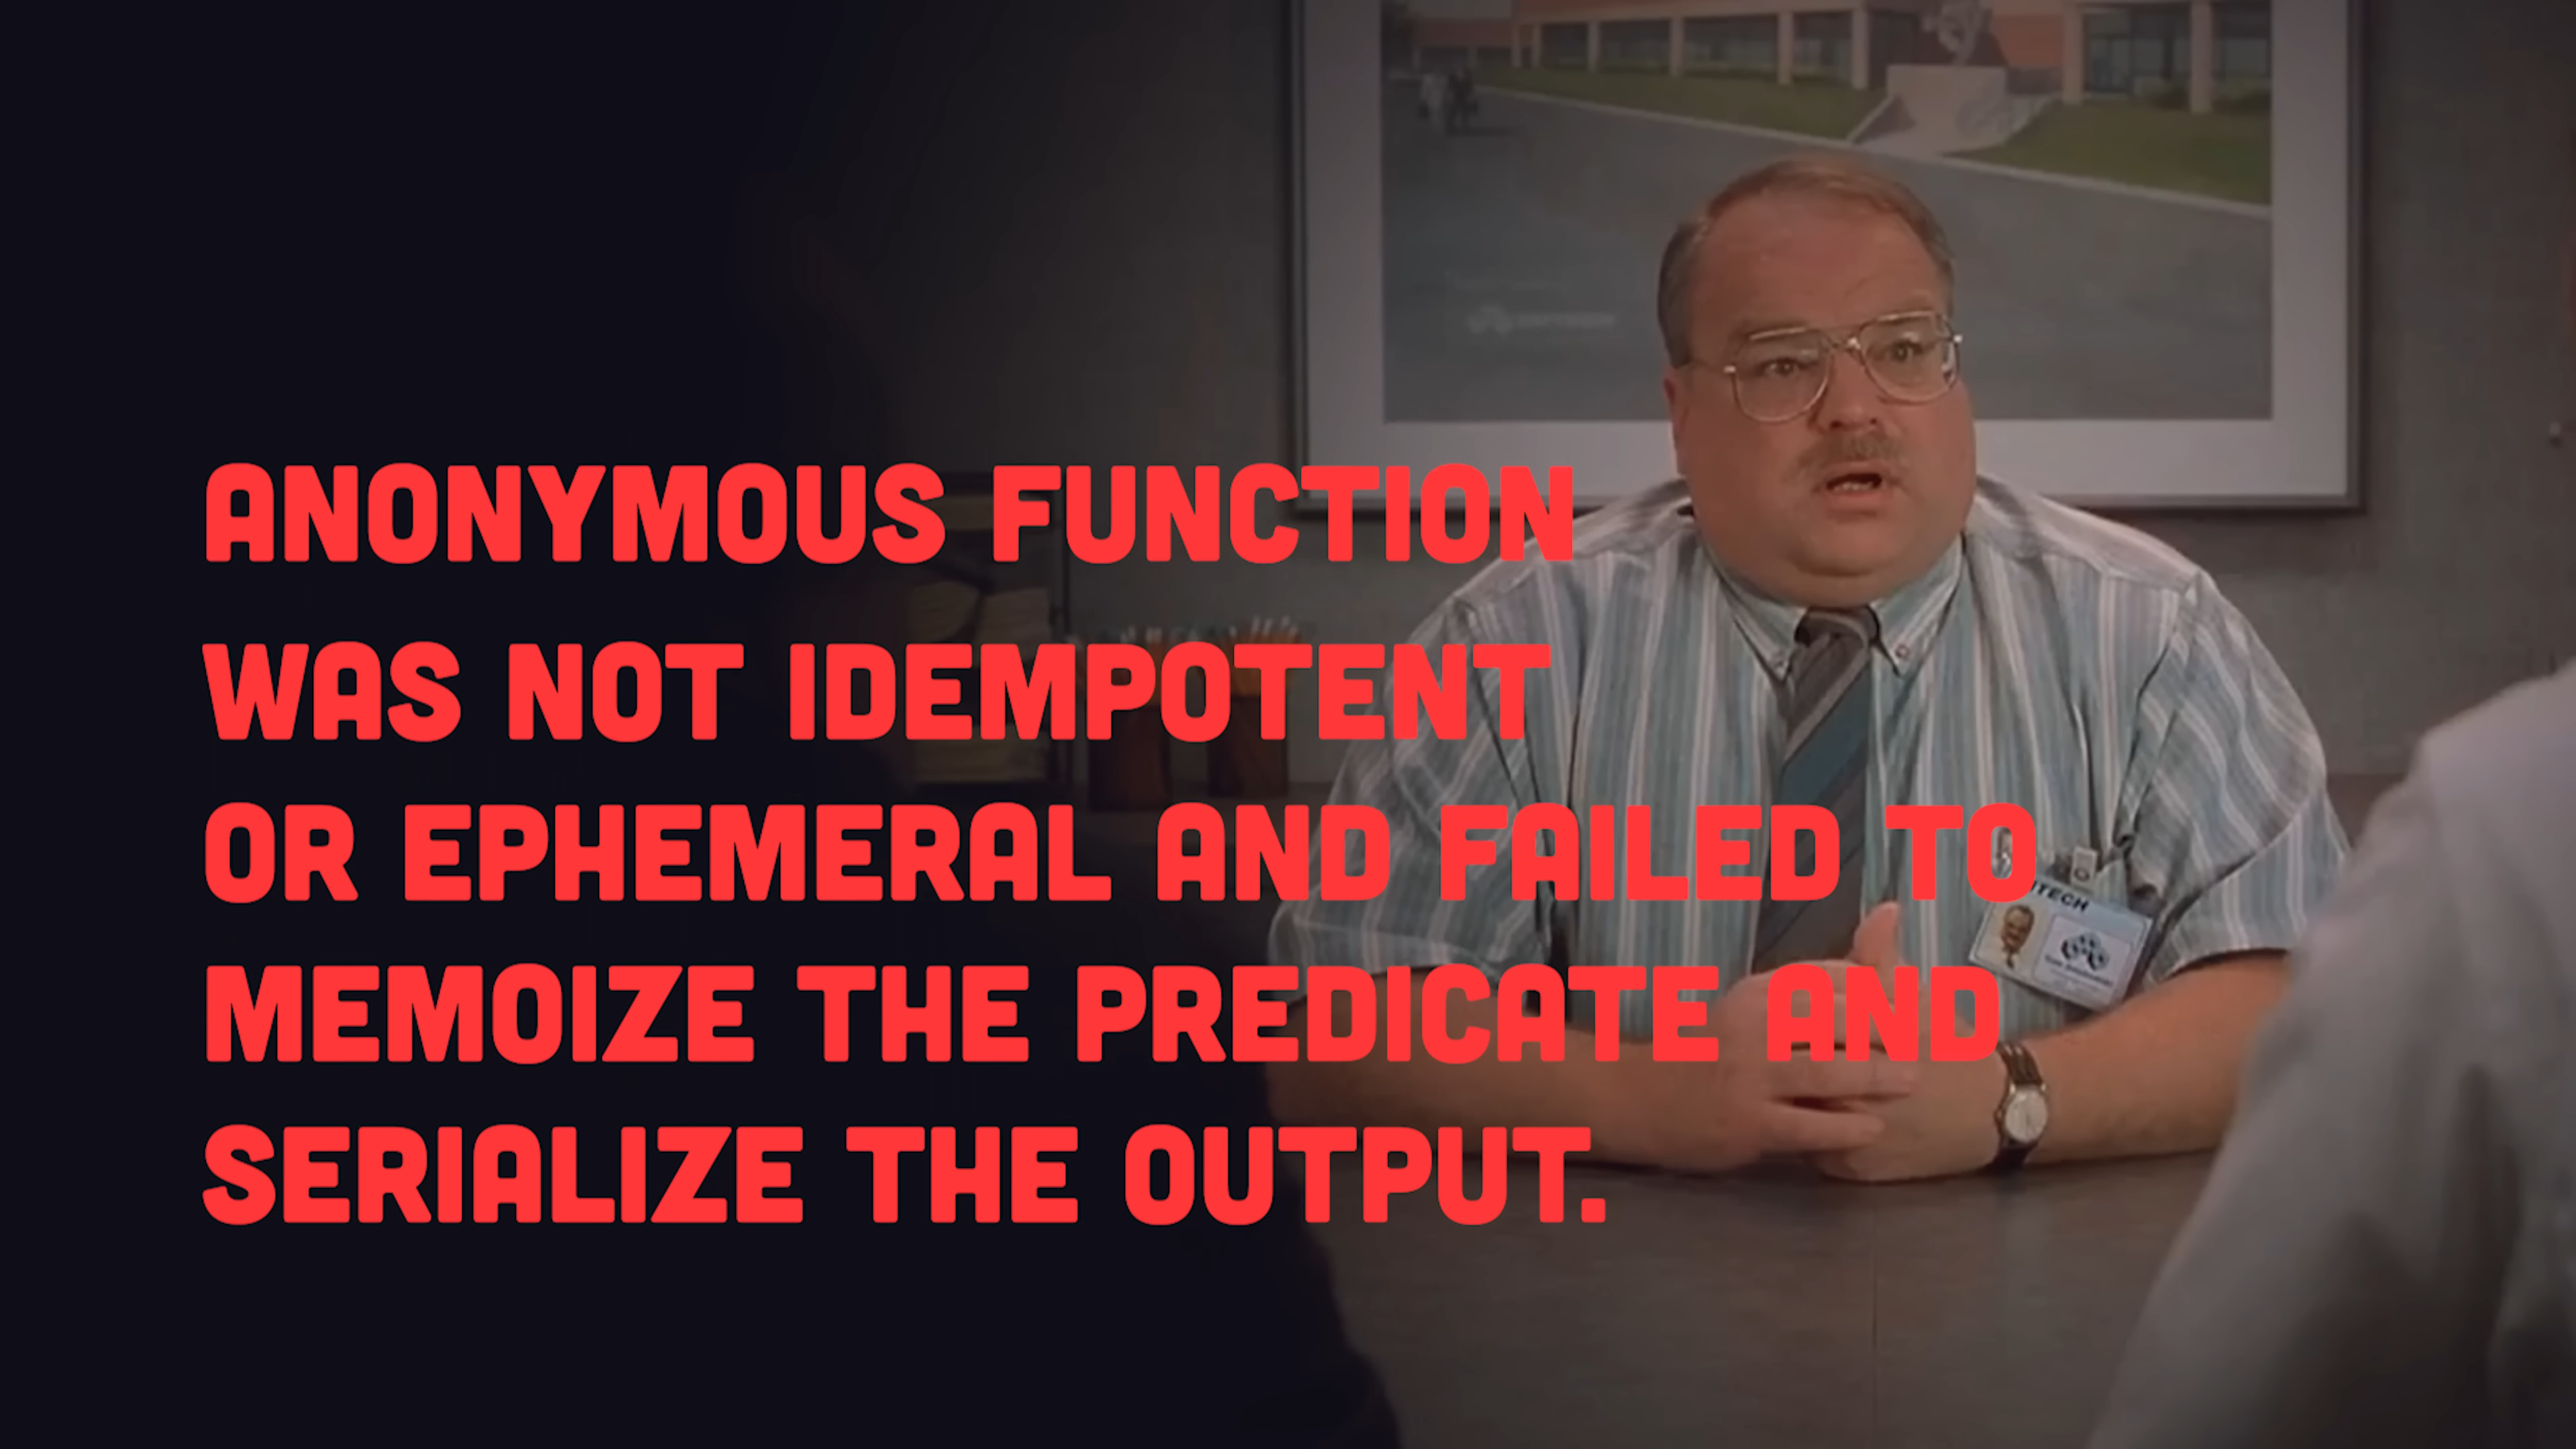 ANONYMOUS FUNCTION
WAS NOT IDEMPOTENT
OR EPHEMERAL AND FAILED TO
MEMOIZE THE PREDICATE AND
SERIALIZE THE OUTPUT.